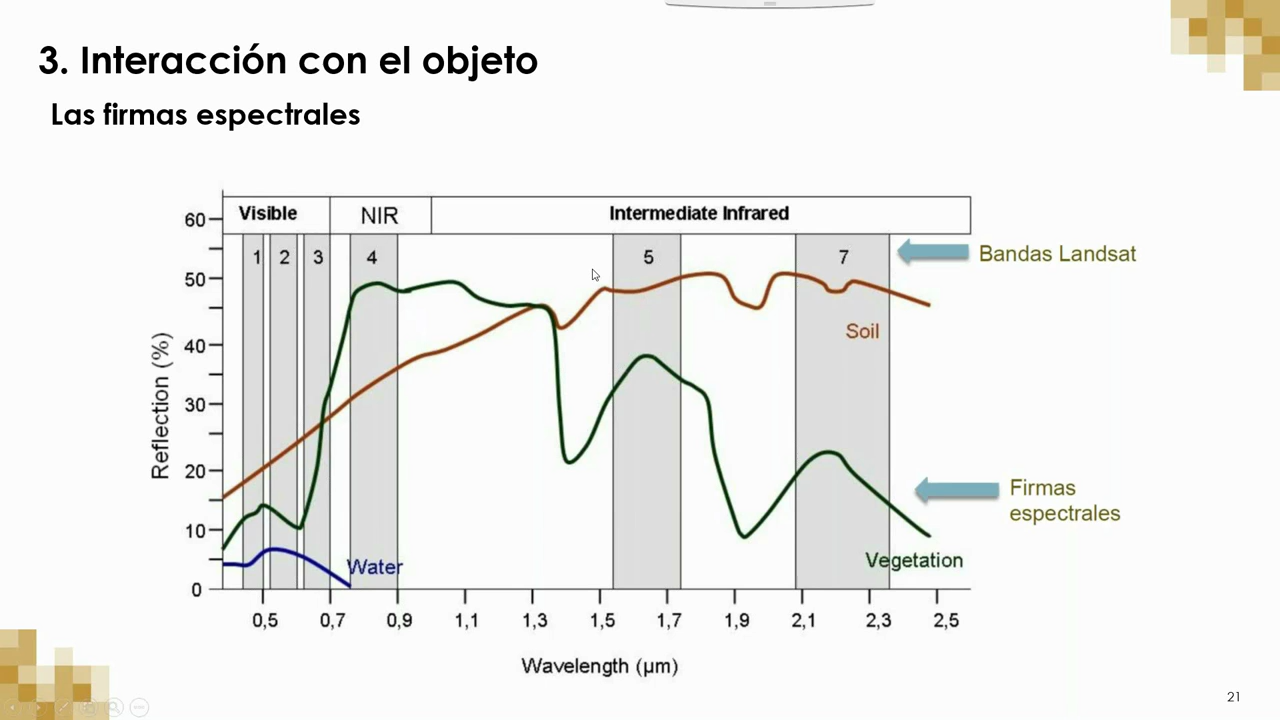 3. Interacción con el objeto
Las firmas espectrales
Visible
NIR
Intermediate Infrared
60
1
2
3
4
5
7
Bandas Landsat
50
Soil
40
Reflection (%)
30
20
Firmas
espectrales
10
Water
Vegetation
0
0,5
0,7
0,9
1,1
1,3
1,5
1,7
1,9
2,1
2,3
2,5
Wavelength (µm)
21